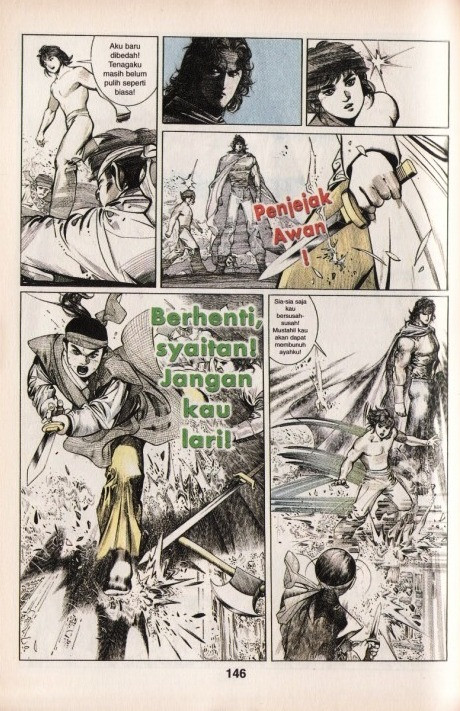 Aku baru
dibedah!
Tenagaku
masih belum
pulih seperti
biasa!
Penjejak
Awan
!
Berhenti,
syaitan!
Jangan
kau
lari!
Sia-sia saja
kau
bersusah-
susah! Mustahil kau
akan dapat
membunuh
ayahku!
146